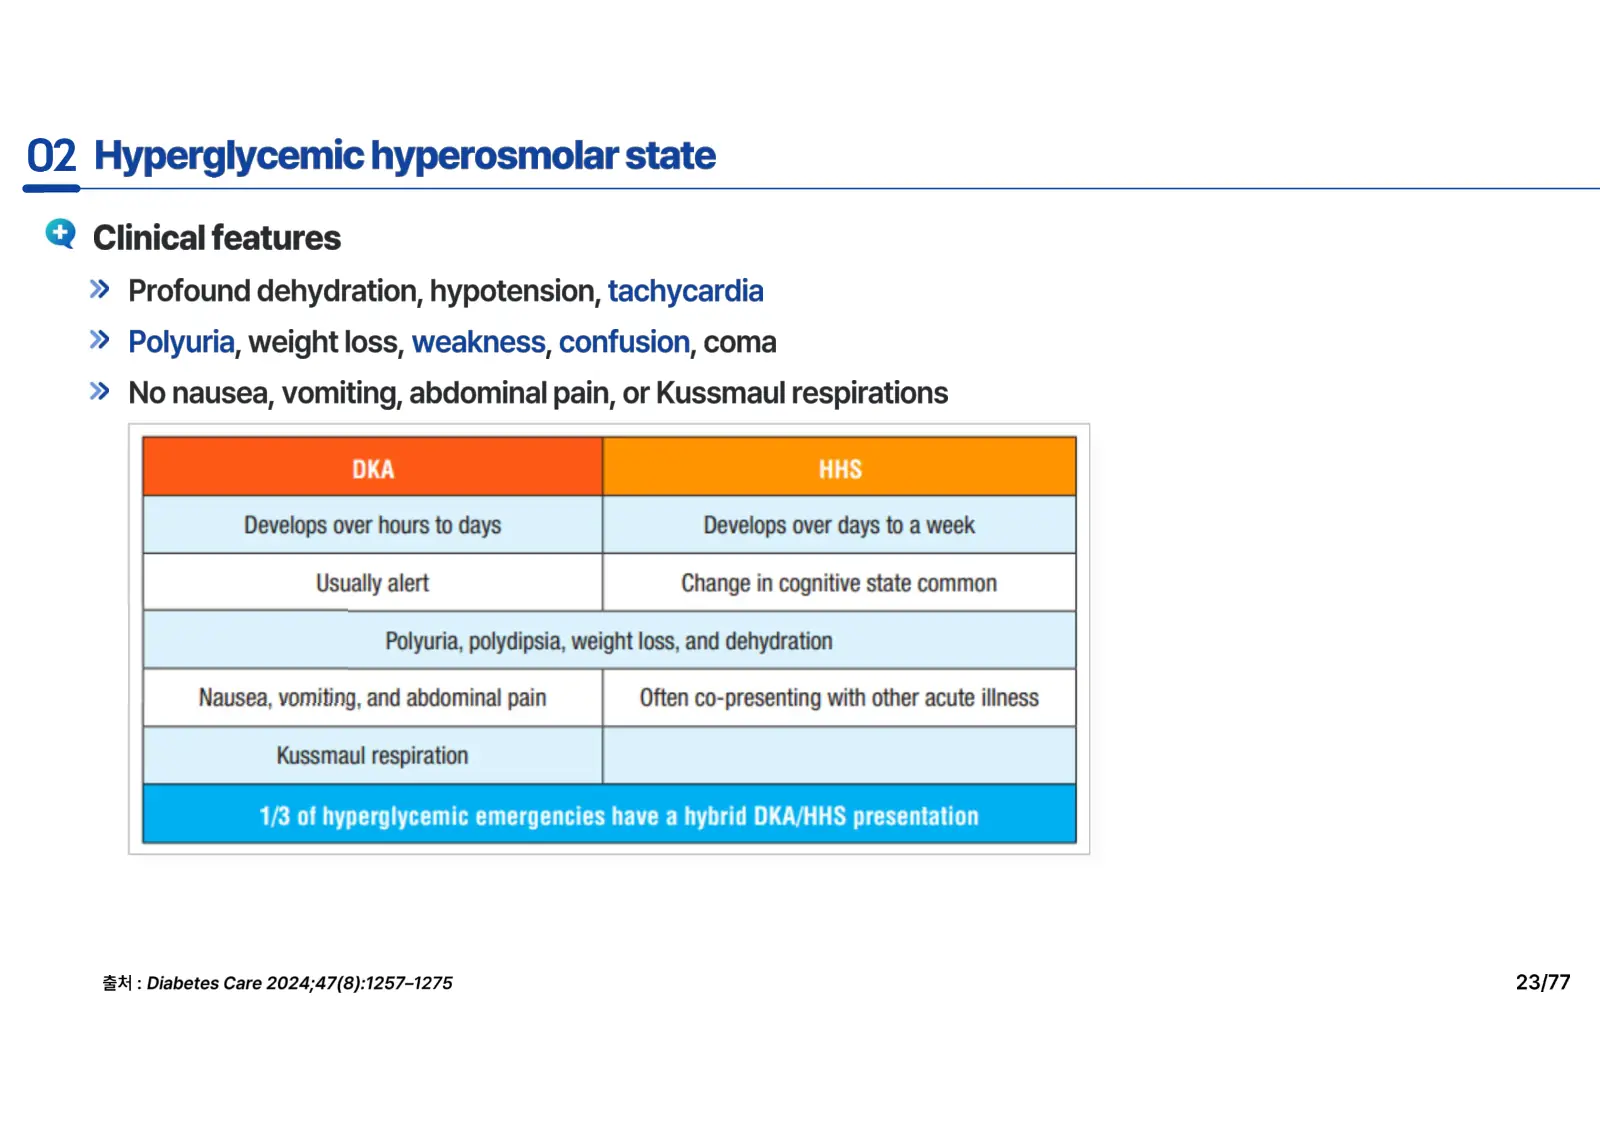 02 Hyperglycemic hyperosmolar state
Clinical features
Profound dehydration, hypotension, tachycardia
Polyuria, weight loss, weakness, confusion, coma
No nausea, vomiting, abdominal pain, or Kussmaul respirations
DKA HHS
Develops over hours to days Develops over days to a week
Usually alert Change in cognitive state common
Polyuria, polydipsia, weight loss, and dehydration
Nausea, vomiting, and abdominal pain Often co-presenting with other acute illness
Kussmaul respiration
1/3 of hyperglycemic emergencies have a hybrid DKA/HHS presentation
출처 : Diabetes Care 2024;47(8):1257–1275 23/77